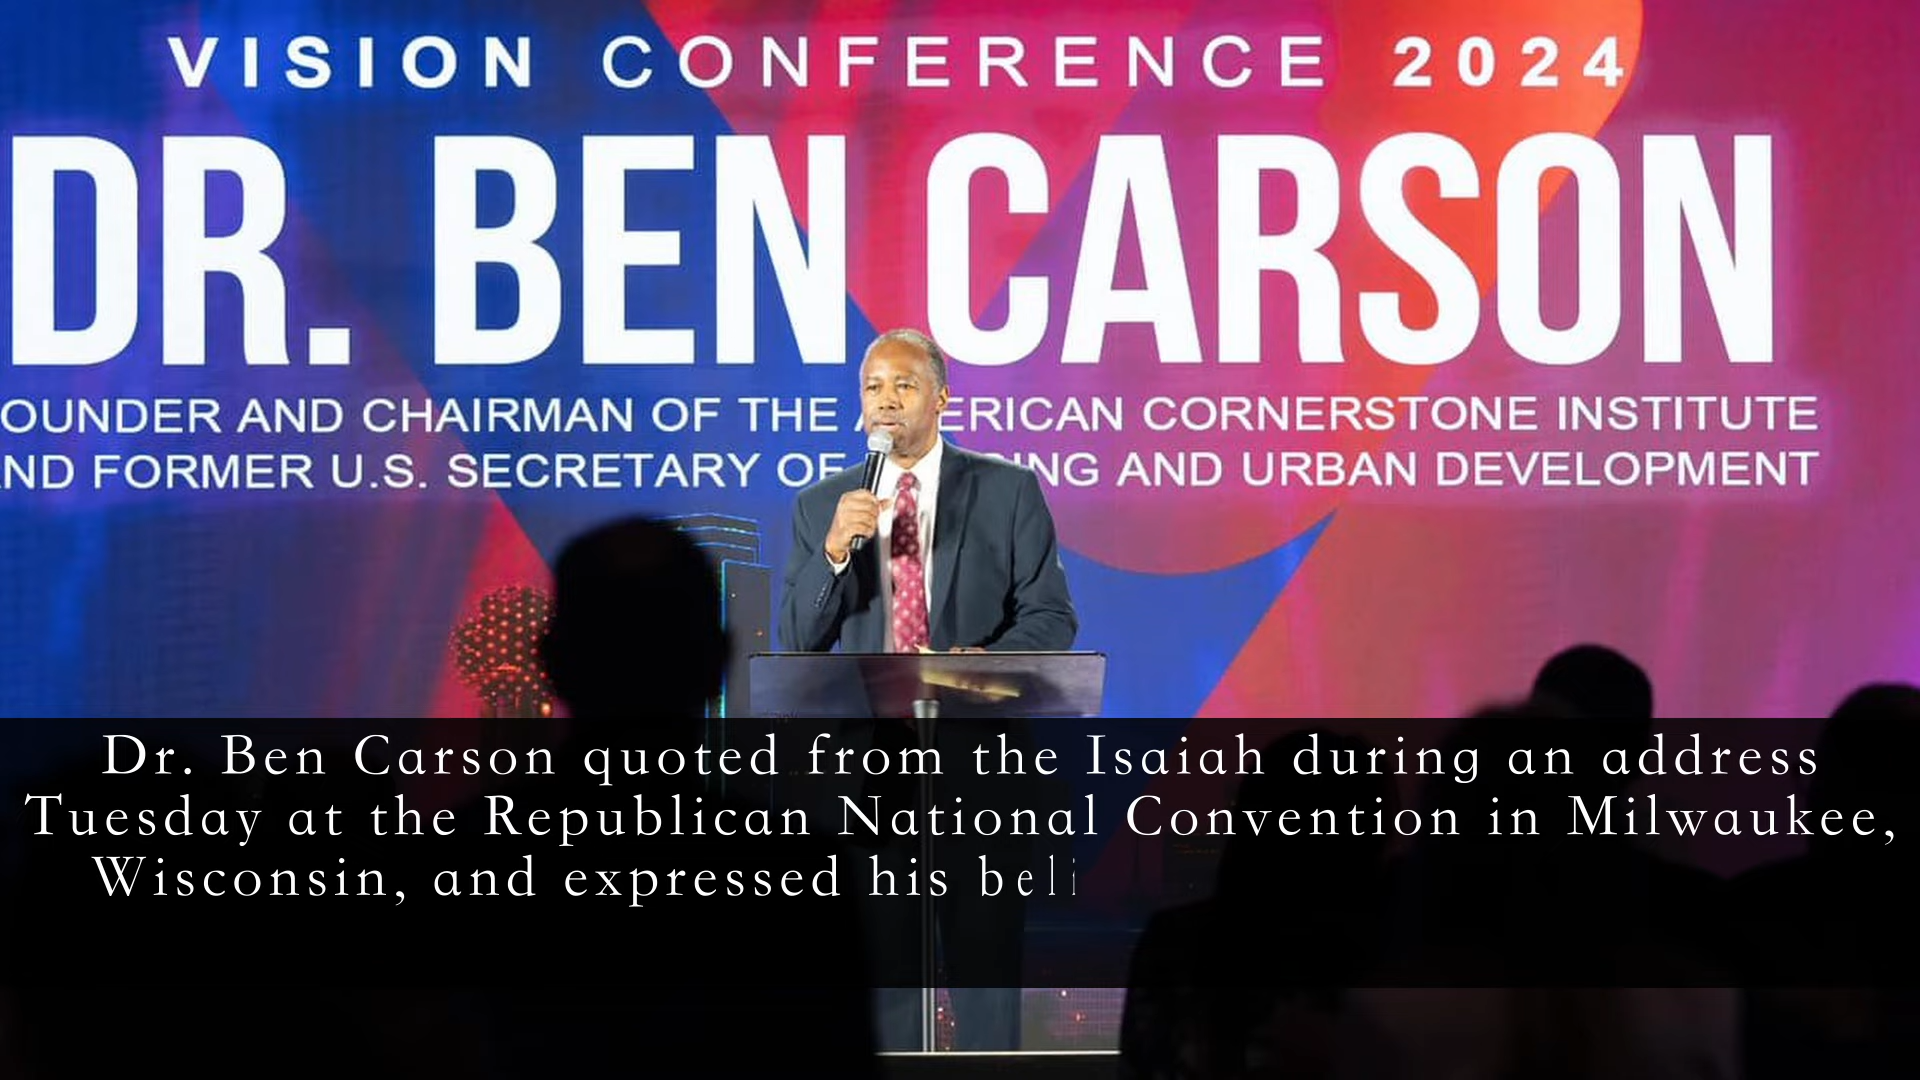 VISION CONFERENCE 2024
DR. BEN CARSON
OUNDER AND CHAIRMAN OF THE ERICAN CORNERSTONE INSTITUTE
ND FORMER U.S. SECRETARY OF ING AND URBAN DEVELOPMENT
Dr. Ben Carson quoted from the Isaiah during an address
Tuesday at the Republican National Convention in Milwaukee,
Wisconsin, and expressed his beli